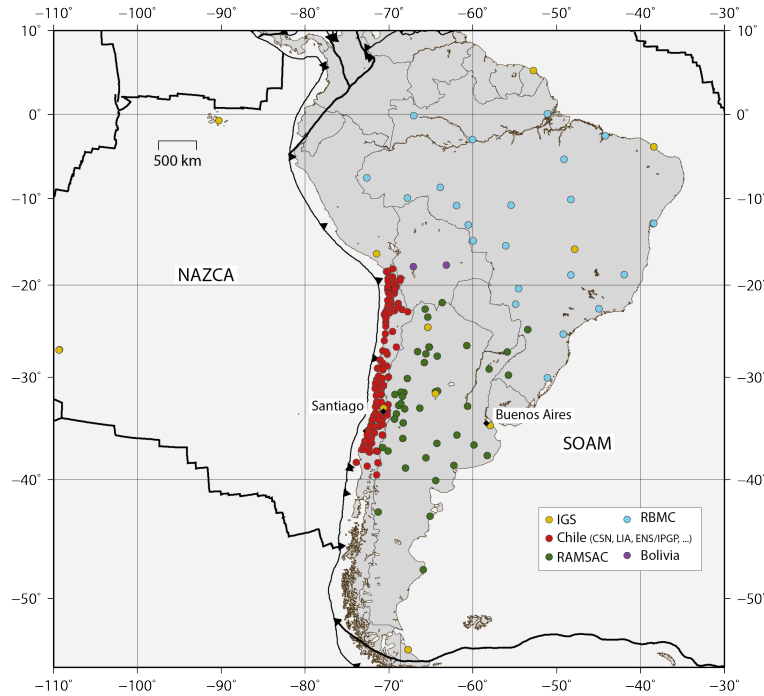 −110˚ −100˚ −90˚ −80˚ −70˚ −60˚ −50˚ −40˚ −30˚
10˚ 10˚
0˚ 0˚
500 km
−10˚ −10˚
NAZCA
−20˚ −20˚
−30˚ −30˚
Santiago
Buenos Aires
SOAM
−40˚ −40˚
IGS RBMC
Chile (CSN, LIA, ENS/IPGP, ...)
RAMSAC Bolivia
−50˚ −50˚
−110˚ −100˚ −90˚ −80˚ −70˚ −60˚ −50˚ −40˚ −30˚